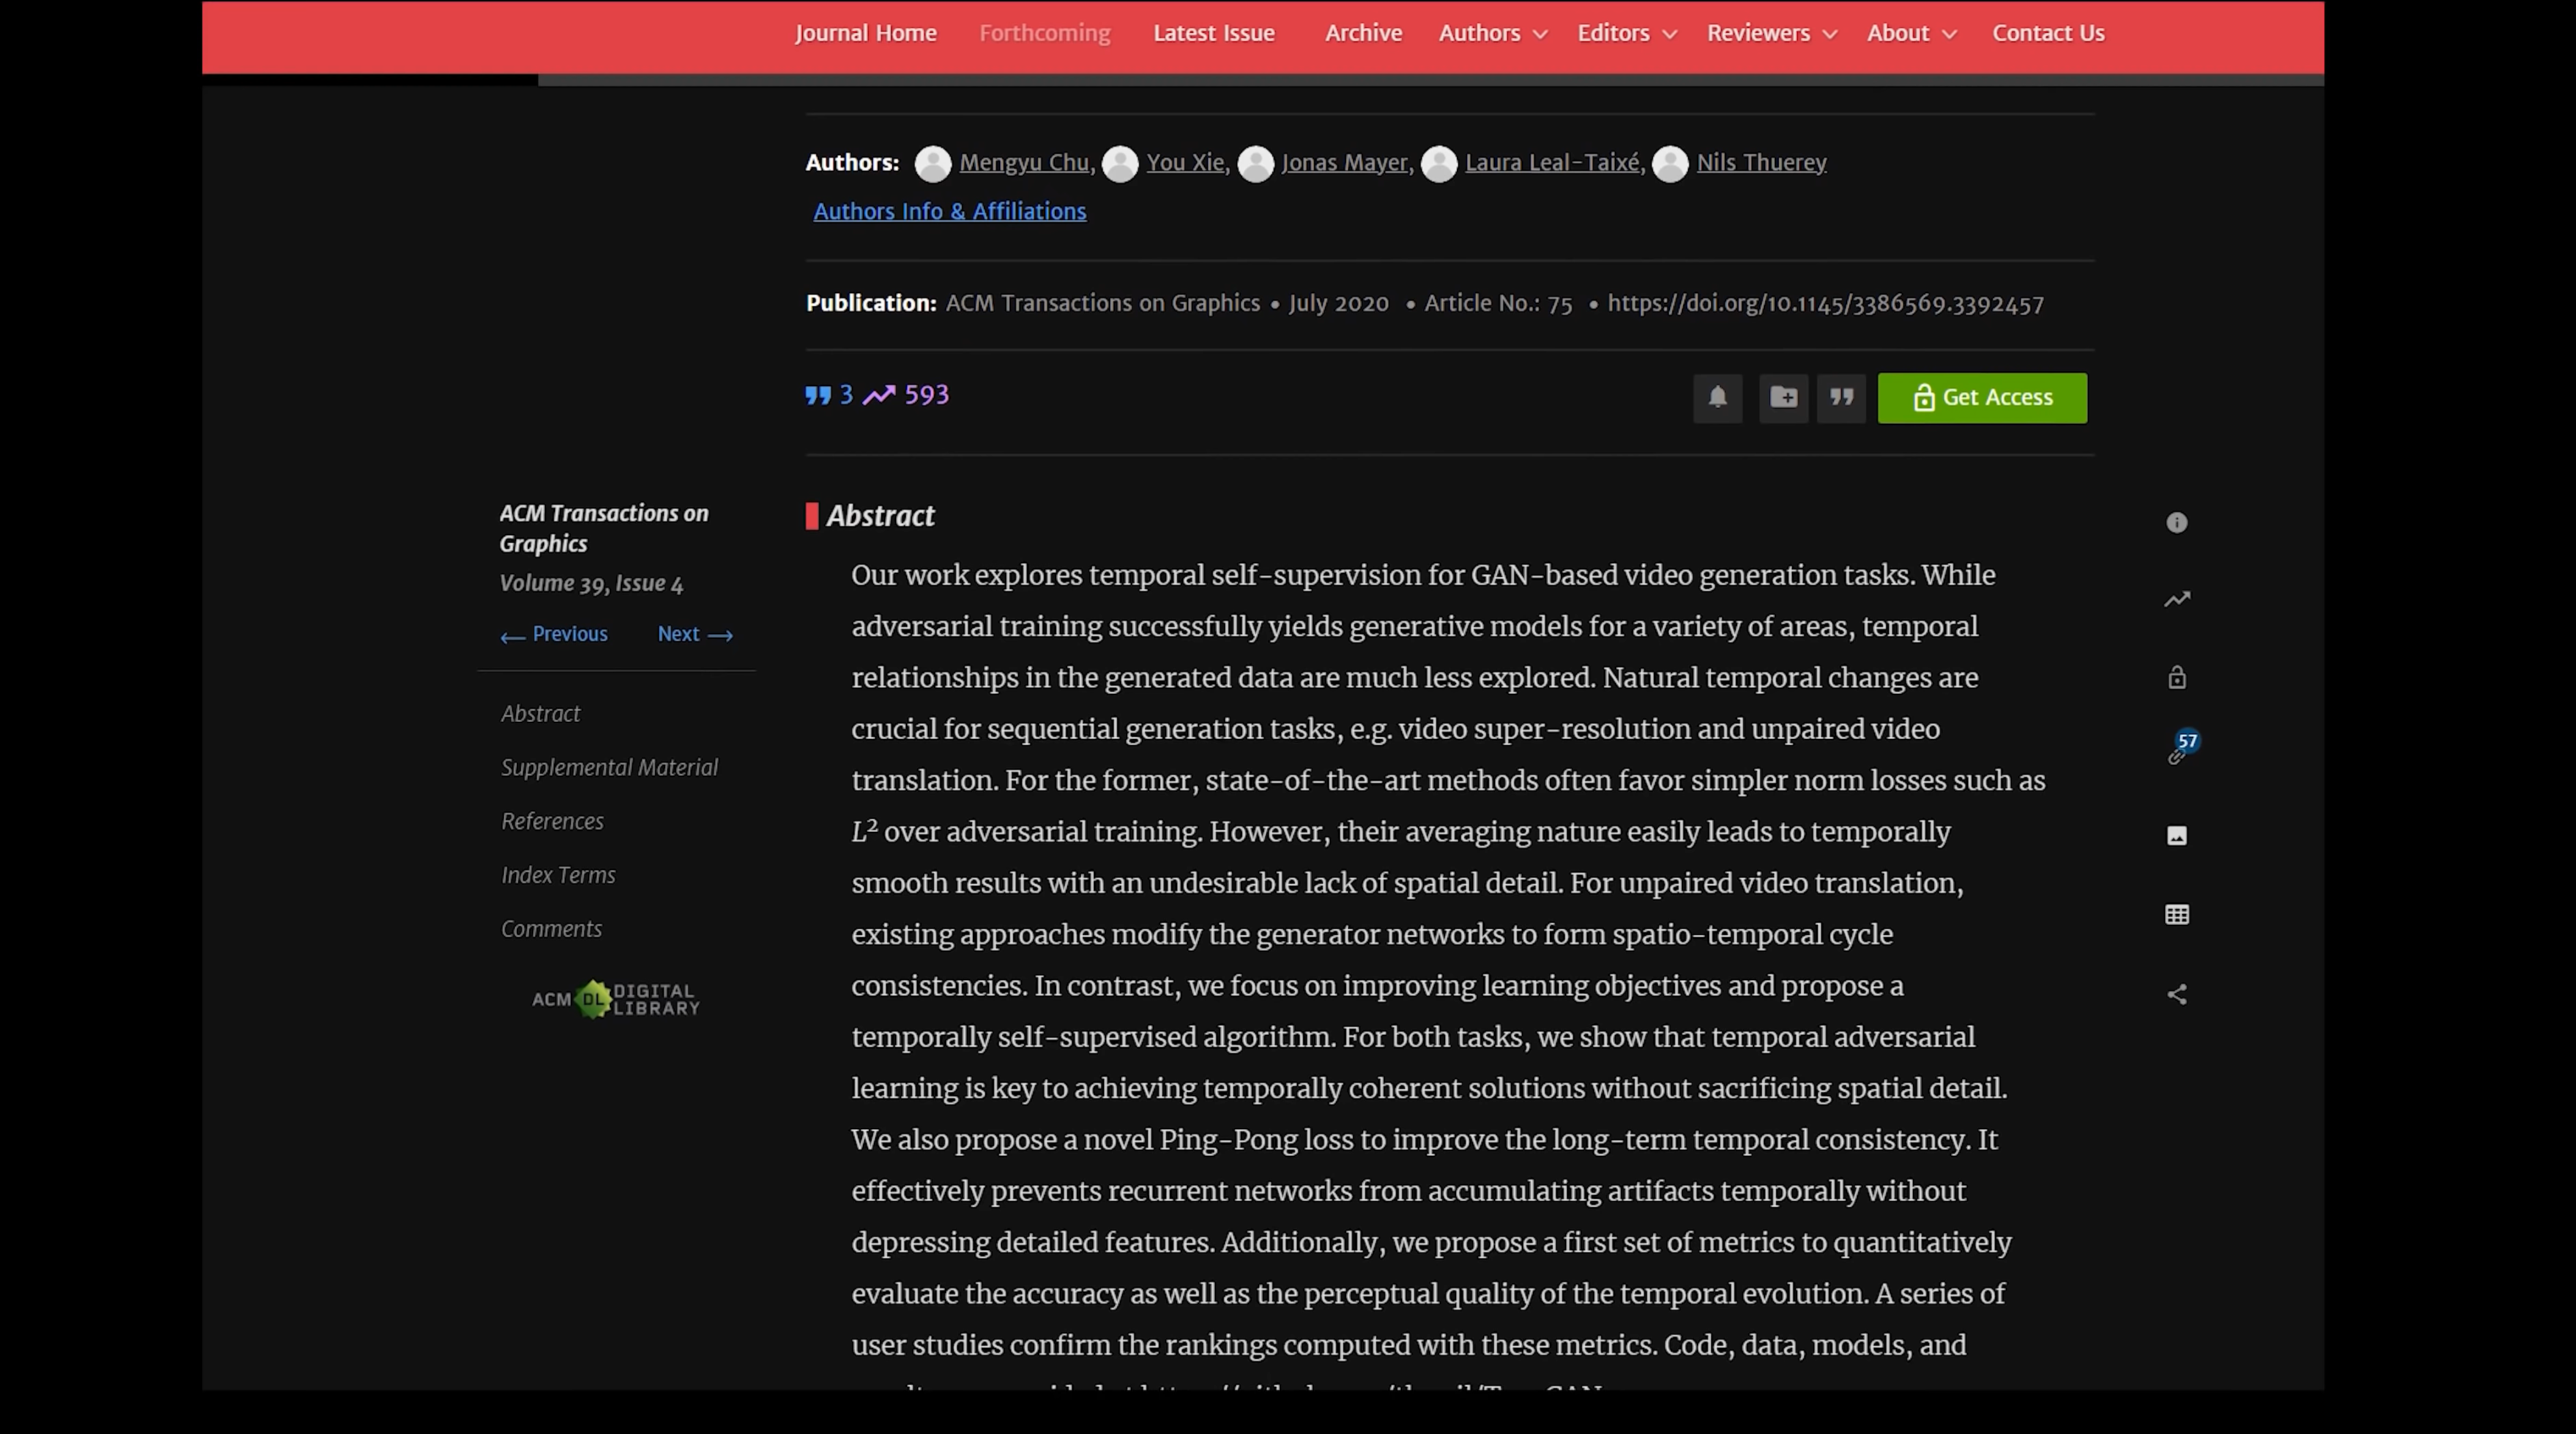 Journal Home Forthcoming Latest Issue Archive Authors Editors Reviewers About Contact Us
Authors: Mengyu Chu, You Xie, Jonas Mayer, Laura Leal-Taixé, Nils Thuerey
Authors Info & Affiliations
Publication: ACM Transactions on Graphics • July 2020 • Article No.: 75 • https://doi.org/10.1145/3386569.3392457
3 593
Get Access
ACM Transactions on
Graphics
Volume 39, Issue 4
← Previous Next →
Abstract
Supplemental Material
References
Index Terms
Comments
ACM DL DIGITAL
LIBRARY
Abstract
Our work explores temporal self-supervision for GAN-based video generation tasks. While
adversarial training successfully yields generative models for a variety of areas, temporal
relationships in the generated data are much less explored. Natural temporal changes are
crucial for sequential generation tasks, e.g. video super-resolution and unpaired video
translation. For the former, state-of-the-art methods often favor simpler norm losses such as
L² over adversarial training. However, their averaging nature easily leads to temporally
smooth results with an undesirable lack of spatial detail. For unpaired video translation,
existing approaches modify the generator networks to form spatio-temporal cycle
consistencies. In contrast, we focus on improving learning objectives and propose a
temporally self-supervised algorithm. For both tasks, we show that temporal adversarial
learning is key to achieving temporally coherent solutions without sacrificing spatial detail.
We also propose a novel Ping-Pong loss to improve the long-term temporal consistency. It
effectively prevents recurrent networks from accumulating artifacts temporally without
depressing detailed features. Additionally, we propose a first set of metrics to quantitatively
evaluate the accuracy as well as the perceptual quality of the temporal evolution. A series of
user studies confirm the rankings computed with these metrics. Code, data, models, and
57